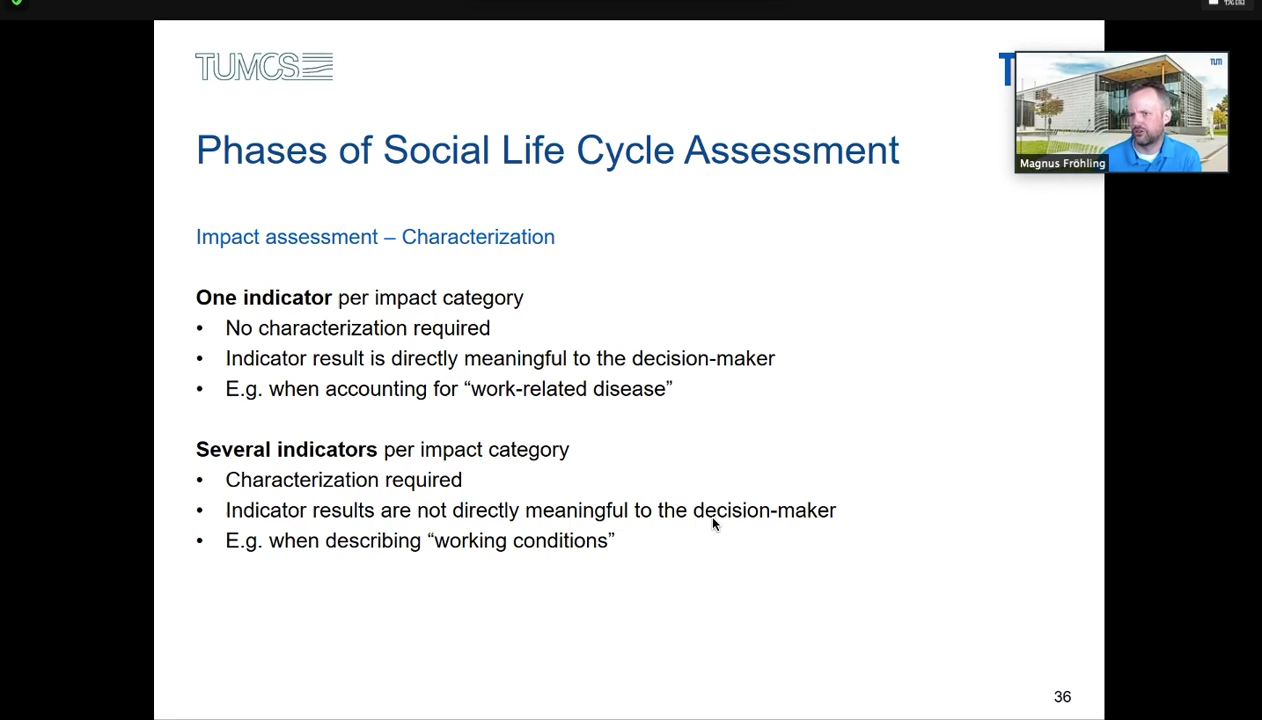 视图
TUMCS
T
TUM
Magnus Fröhling
Phases of Social Life Cycle Assessment
Impact assessment – Characterization
One indicator per impact category
• No characterization required
• Indicator result is directly meaningful to the decision-maker
• E.g. when accounting for “work-related disease”
Several indicators per impact category
• Characterization required
• Indicator results are not directly meaningful to the decision-maker
• E.g. when describing “working conditions”
36